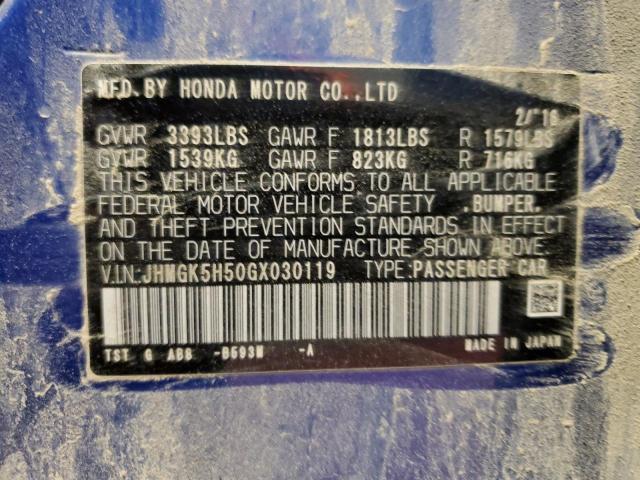 MFD.BY HONDA MOTOR CO.,LTD
2/'16
GVWR 3393LBS GAWR F 1813LBS R 1579LBS
GVWR 1539KG GAWR F 823KG R 716KG
THIS VEHICLE CONFORMS TO ALL APPLICABLE
FEDERAL MOTOR VEHICLE SAFETY ,BUMPER,
AND THEFT PREVENTION STANDARDS IN EFFECT
ON THE DATE OF MANUFACTURE SHOWN ABOVE.
V.I.N:JHMGK5H50GX030119 TYPE:PASSENGER CAR
TST G ABB -B593M -A MADE IN JAPAN